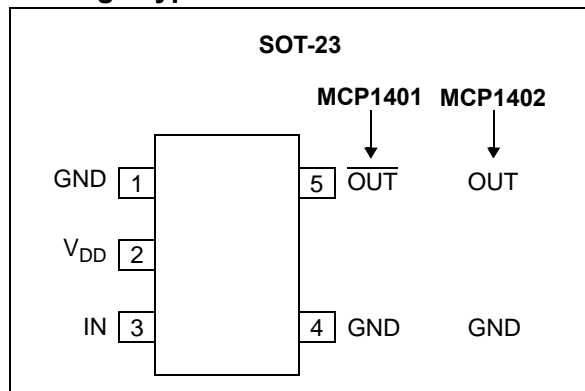 SOT-23
MCP1401 MCP1402
GND 1 5 OUT OUT
VDD 2
IN 3 4 GND GND